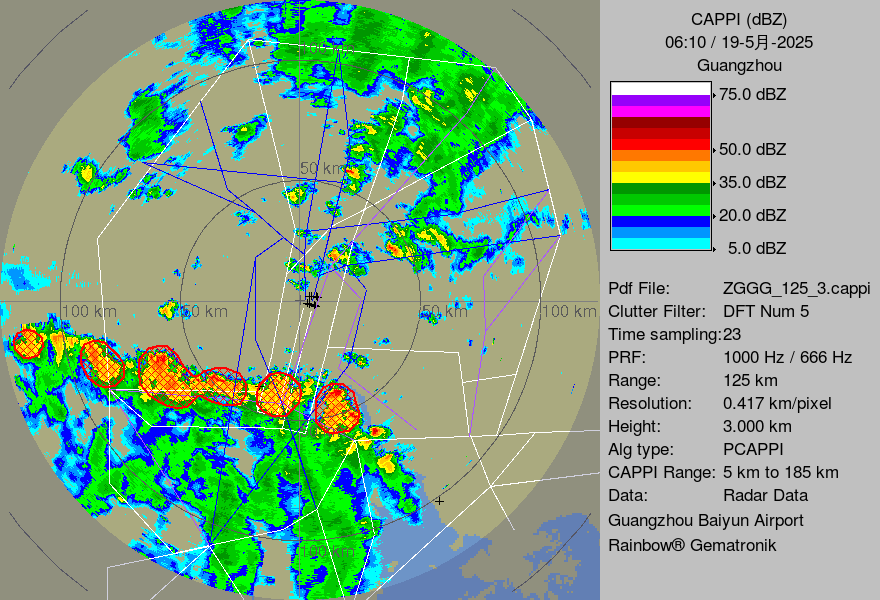 CAPPI (dBZ)
06:10 / 19-5月-2025
Guangzhou
75.0 dBZ
50.0 dBZ
35.0 dBZ
20.0 dBZ
5.0 dBZ
100 km
50 km
100 km
50 km
50 km
100 km
100 km
Pdf File: ZGGG_125_3.cappi
Clutter Filter: DFT Num 5
Time sampling:23
PRF: 1000 Hz / 666 Hz
Range: 125 km
Resolution: 0.417 km/pixel
Height: 3.000 km
Alg type: PCAPPI
CAPPI Range: 5 km to 185 km
Data: Radar Data
Guangzhou Baiyun Airport
Rainbow® Gematronik